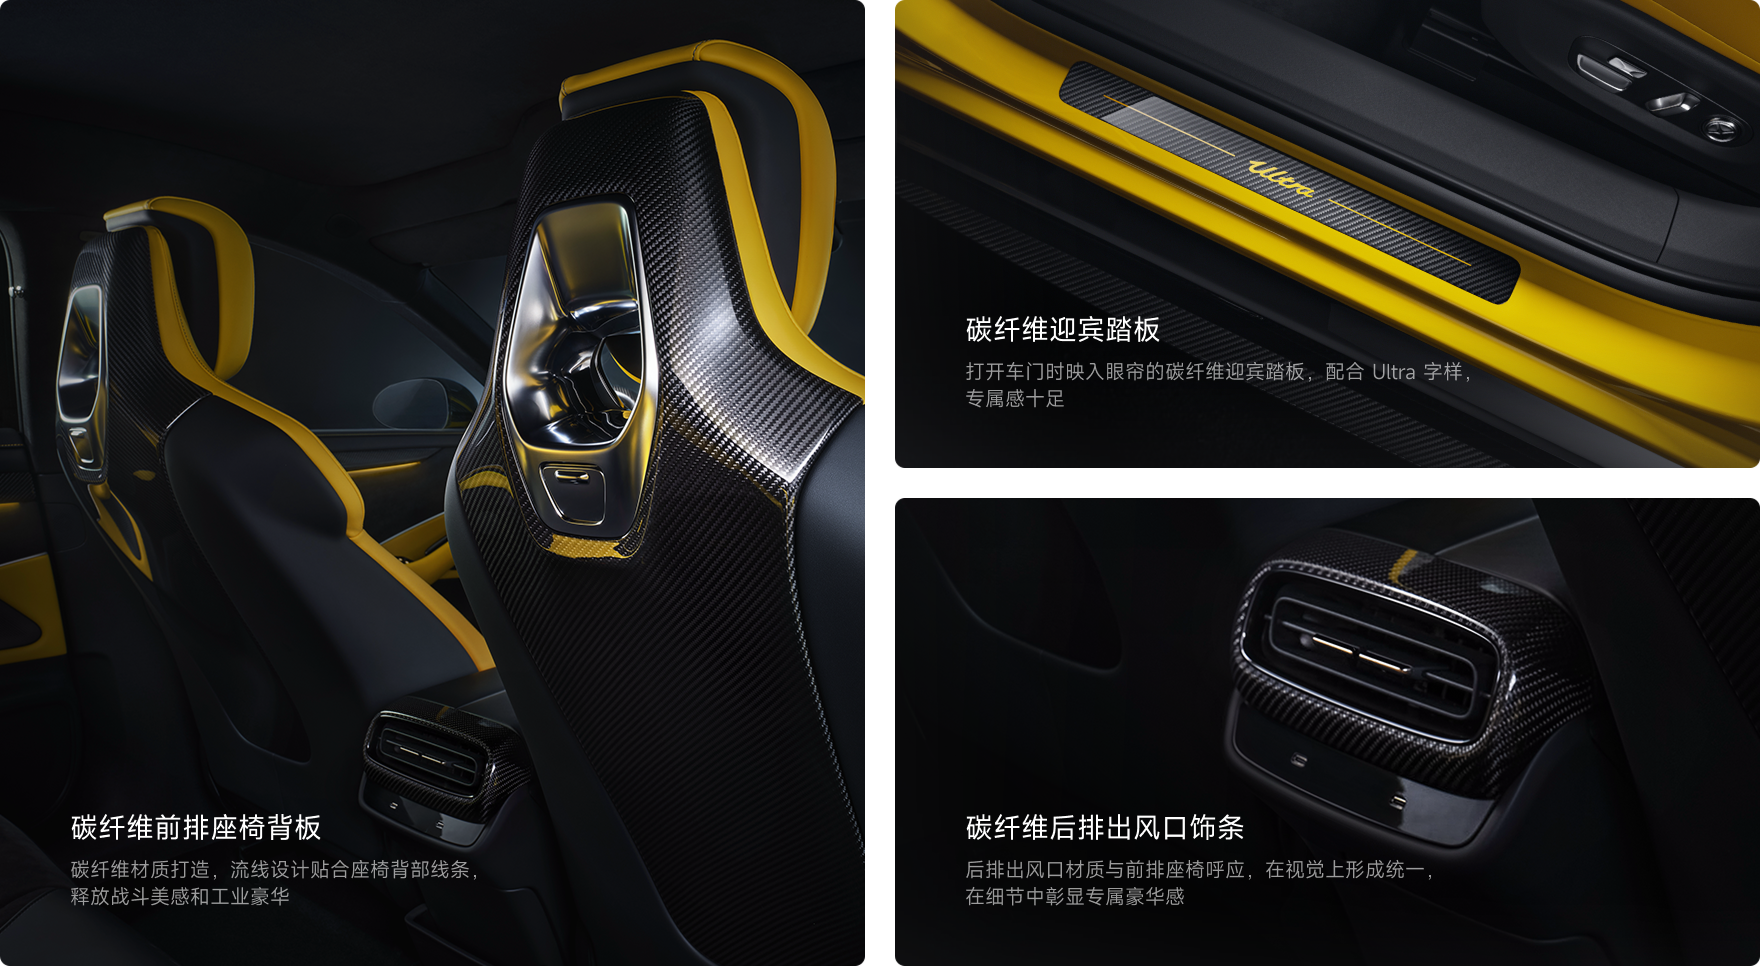 碳纤维前排座椅背板
碳纤维材质打造，流线设计贴合座椅背部线条，
释放战斗美感和工业豪华
Ultra
碳纤维迎宾踏板
打开车门时映入眼帘的碳纤维迎宾踏板，配合 Ultra 字样，
专属感十足
碳纤维后排出风口饰条
后排出风口材质与前排座椅呼应，在视觉上形成统一，
在细节中彰显专属豪华感